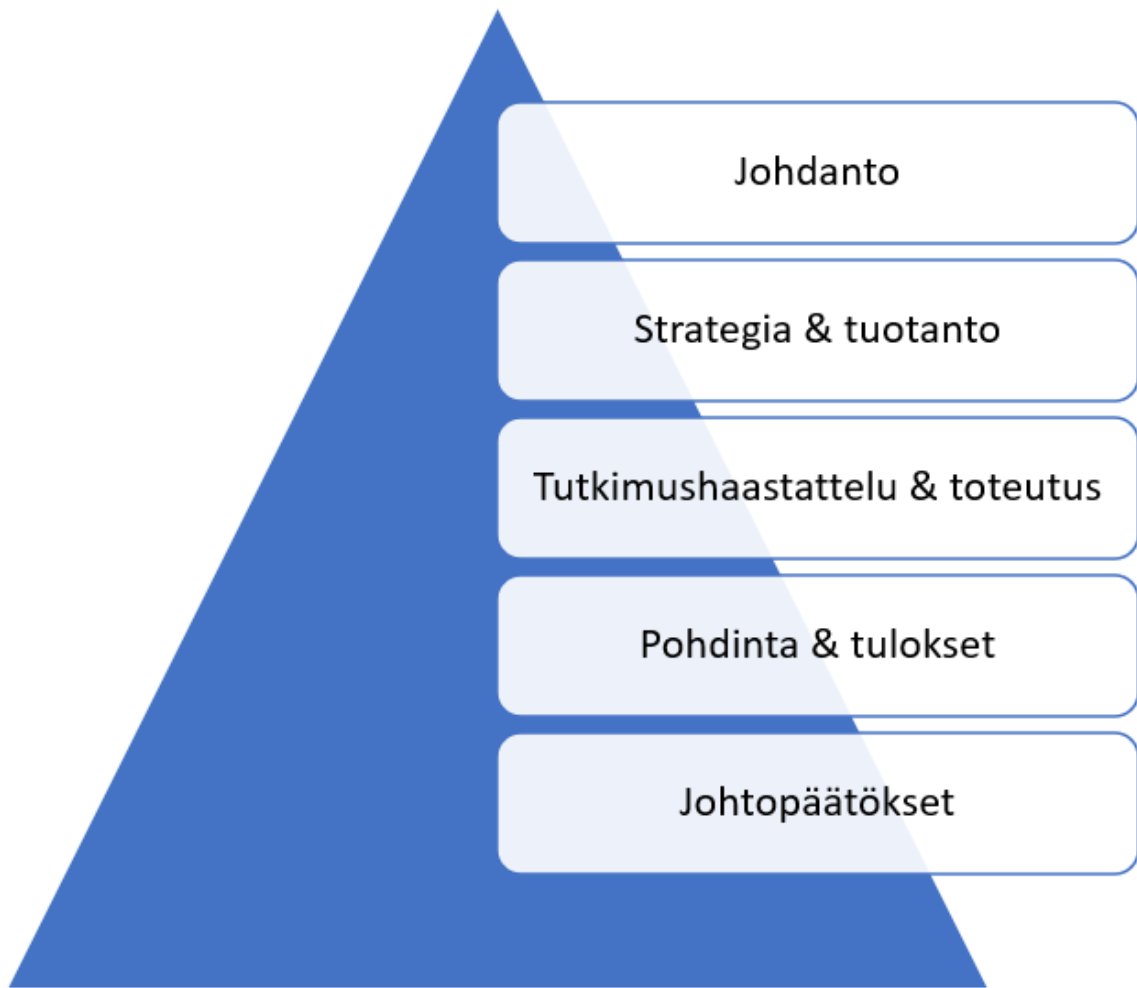 Johdanto
Strategia & tuotanto
Tutkimushaastattelu & toteutus
Pohdinta & tulokset
Johtopäätökset